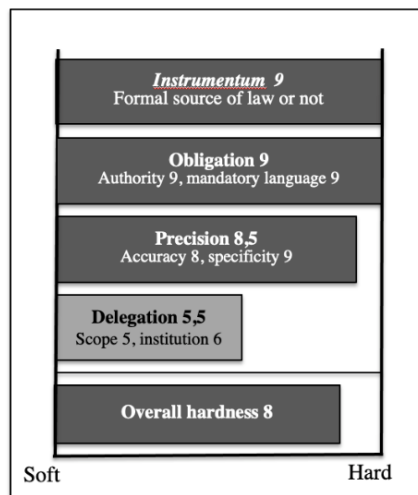 Instrumentum 9
Formal source of law or not
Obligation 9
Authority 9, mandatory language 9
Precision 8,5
Accuracy 8, specificity 9
Delegation 5,5
Scope 5, institution 6
Overall hardness 8
Soft Hard